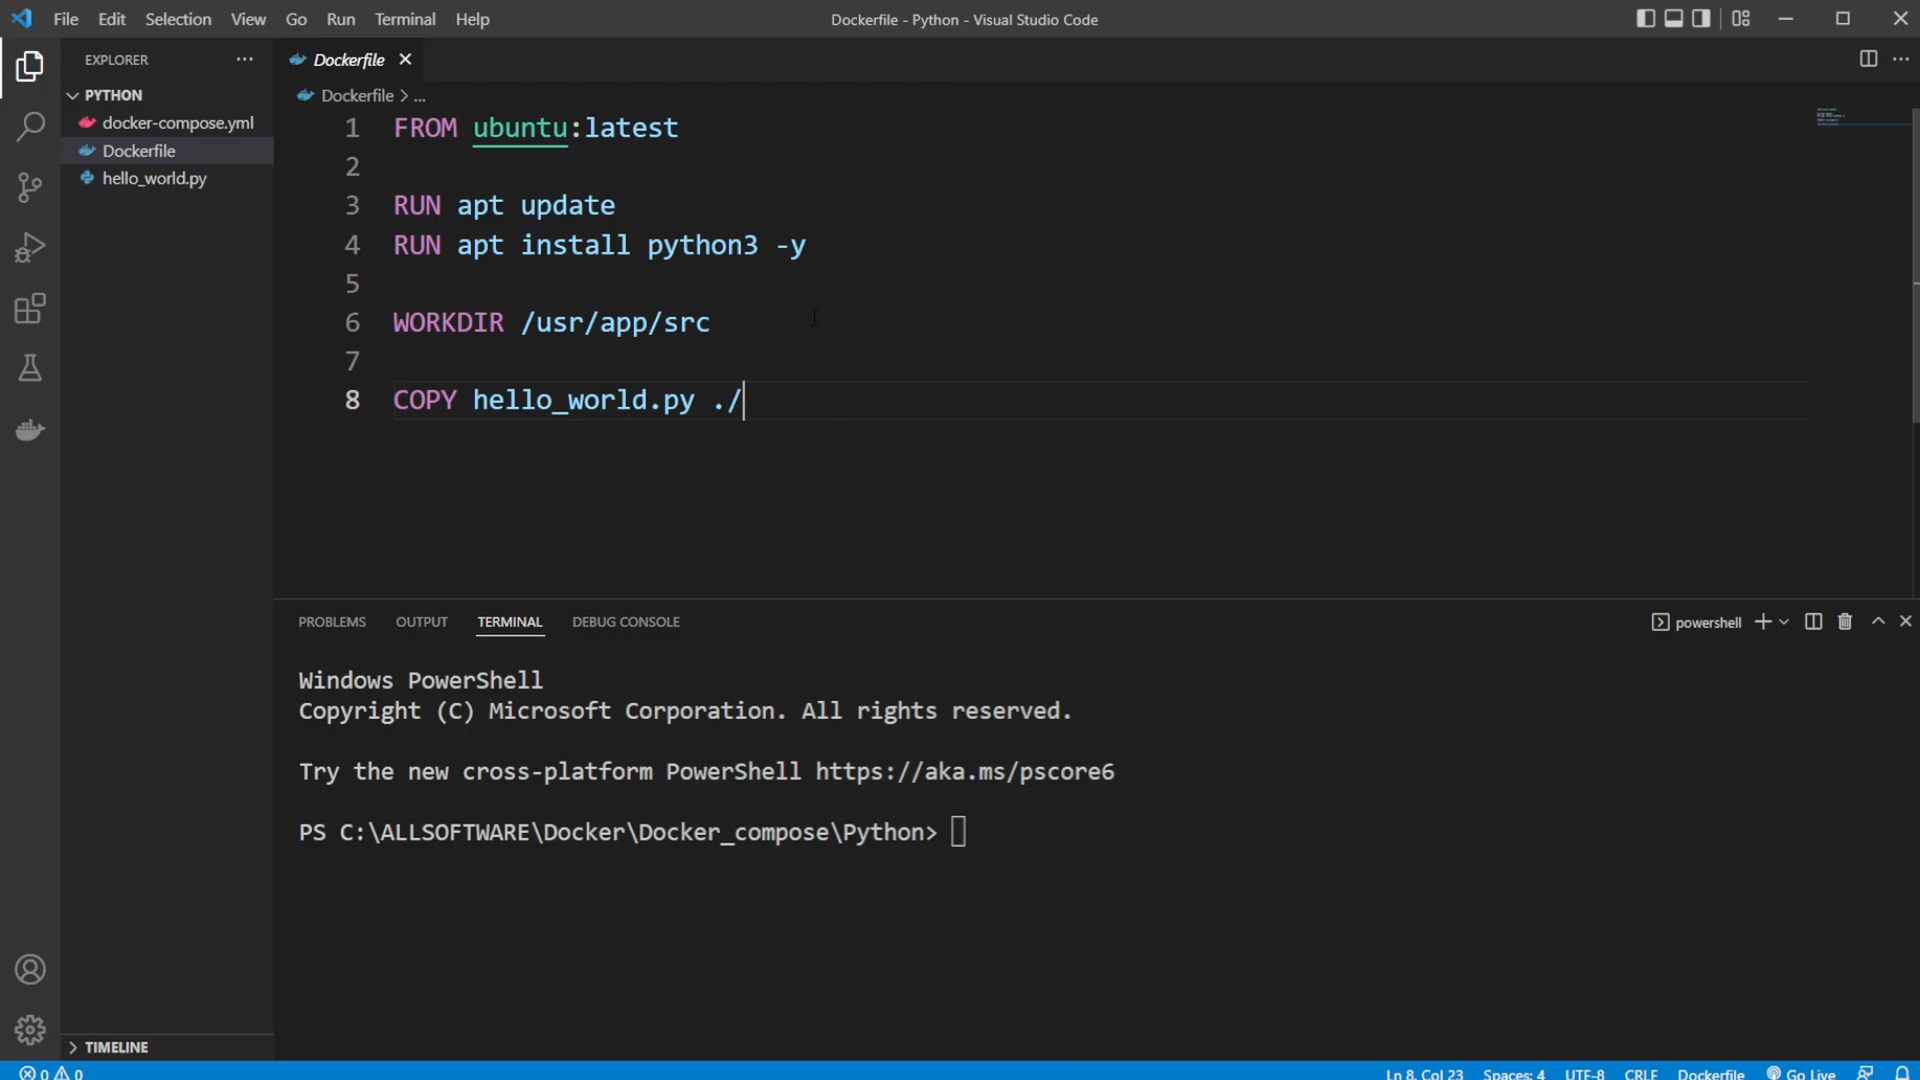 File Edit Selection View Go Run Terminal Help
Dockerfile - Python - Visual Studio Code
EXPLORER
PYTHON
docker-compose.yml
Dockerfile
hello_world.py
TIMELINE
Dockerfile
Dockerfile > ...
1 FROM ubuntu:latest
2
3 RUN apt update
4 RUN apt install python3 -y
5
6 WORKDIR /usr/app/src
7
8 COPY hello_world.py ./
PROBLEMS OUTPUT TERMINAL DEBUG CONSOLE
powershell
Windows PowerShell
Copyright (C) Microsoft Corporation. All rights reserved.
Try the new cross-platform PowerShell https://aka.ms/pscore6
PS C:\ALLSOFTWARE\Docker\Docker_compose\Python>
0 0
Ln 8, Col 23 Spaces: 4 UTF-8 CRLF Dockerfile Go Live